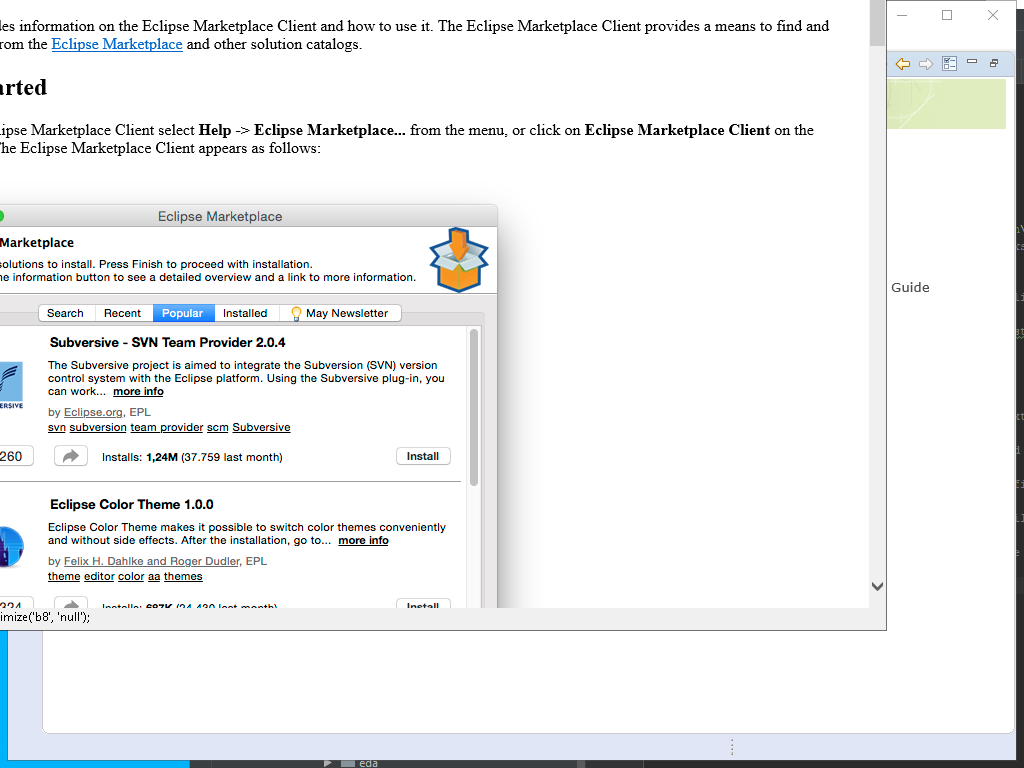 information on the Eclipse Marketplace Client and how to use it. The Eclipse Marketplace Client provides a means to find and
the Eclipse Marketplace and other solution catalogs.
Marketplace Client select Help -> Eclipse Marketplace... from the menu, or click on Eclipse Marketplace Client on the
The Eclipse Marketplace Client appears as follows:
Guide
Eclipse Marketplace
Marketplace
solutions to install. Press Finish to proceed with installation.
information button to see a detailed overview and a link to more information.
Search Recent Popular Installed May Newsletter
Subversive - SVN Team Provider 2.0.4
The Subversive project is aimed to integrate the Subversion (SVN) version
control system with the Eclipse platform. Using the Subversive plug-in, you
can work... more info
by Eclipse.org, EPL
svn subversion team provider scm Subversive
260 Installs: 1,24M (37.759 last month) Install
Eclipse Color Theme 1.0.0
Eclipse Color Theme makes it possible to switch color themes conveniently
and without side effects. After the installation, go to... more info
by Felix H. Dahlke and Roger Dudler, EPL
theme editor color aa themes
Installs: 687K (24.430 last month) Install
imize('b8', 'null');
eda